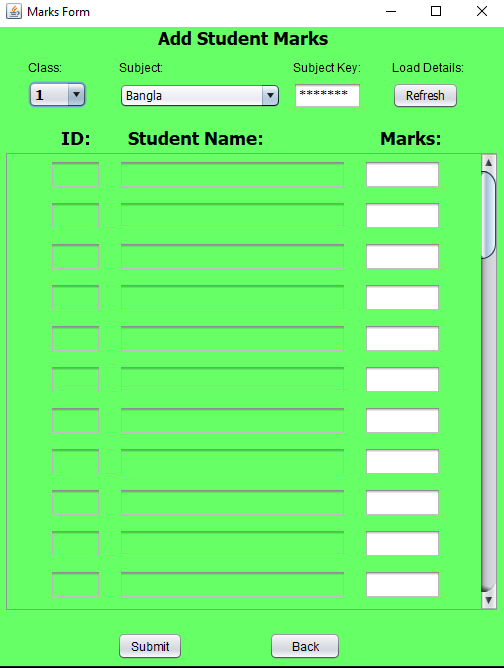 Marks Form
Add Student Marks
Class: Subject: Subject Key: Load Details:
1 Bangla ******* Refresh
ID: Student Name: Marks:
Submit Back